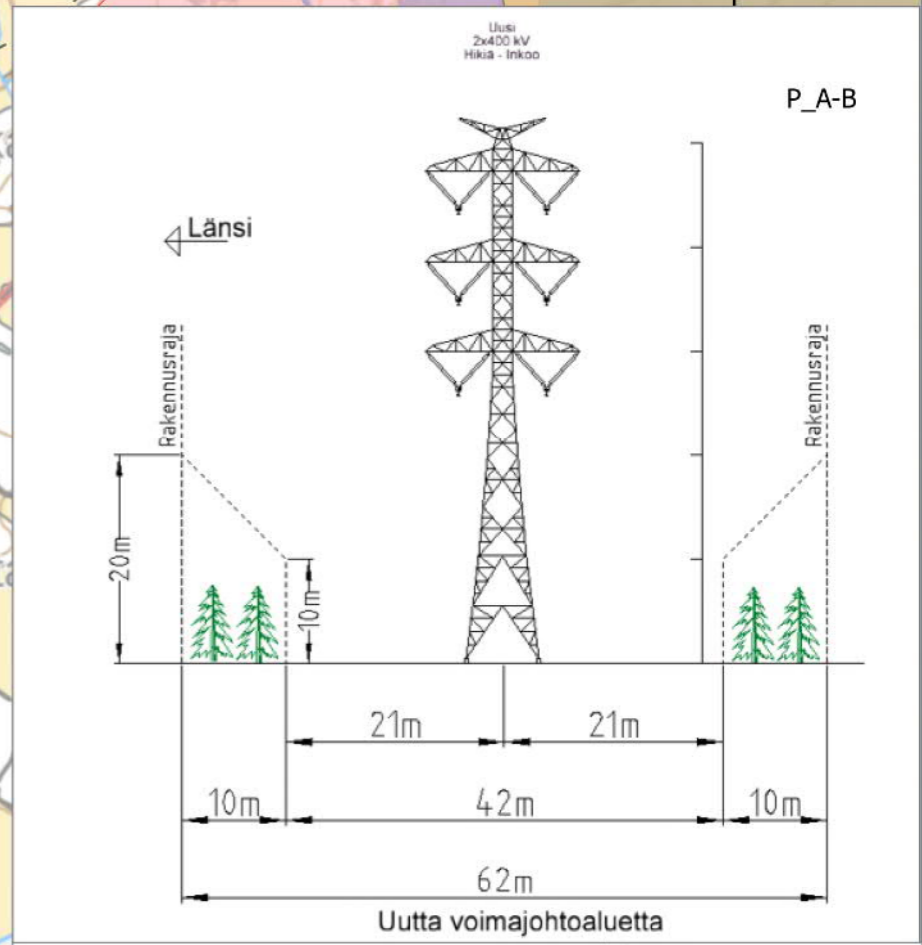 Uusi
2x400 kV
Hikiä - Inkoo
P_A-B
Länsi
Rakennusraja
Rakennusraja
20m
10m
21m
21m
10m
42m
10m
62m
Uutta voimajohtoaluetta